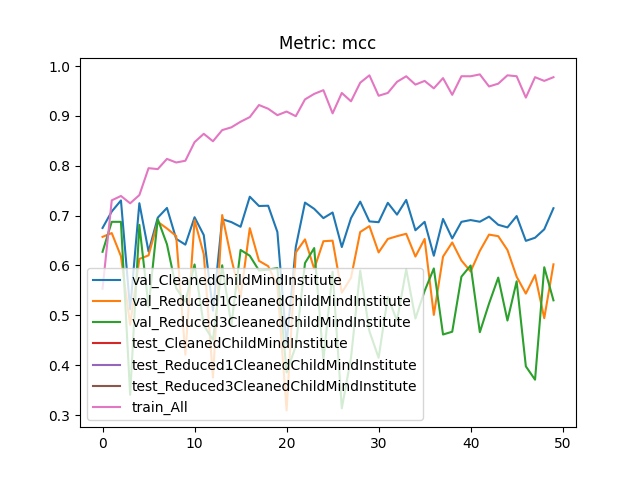 Metric: mcc
1.0
0.9
0.8
0.7
0.6
0.5
0.4
0.3
val_CleanedChildMindInstitute
val_Reduced1CleanedChildMindInstitute
val_Reduced3CleanedChildMindInstitute
test_CleanedChildMindInstitute
test_Reduced1CleanedChildMindInstitute
test_Reduced3CleanedChildMindInstitute
train_All
0 10 20 30 40 50